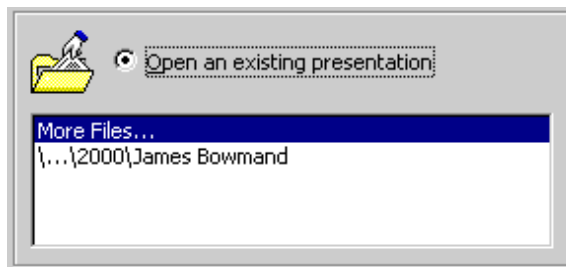 Open an existing presentation
More Files...
\...\2000\James Bowmand